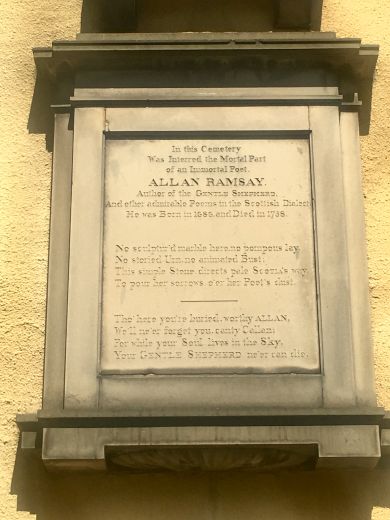 In this Cemetery
Was Interred the Mortal Part
of an Immortal Poet.
ALLAN RAMSAY.
Author of the GENTLE SHEPHERD.
And other admirable Poems in the Scottish Dialect
He was Born in 1686. and Died in 1758.
No sculptur'd marble here, no pompous lay,
No storied Urn, no animated Bust;
This simple Stone directs pale SCOTIA'S way,
To pour her sorrows o'er her Poet's dust.
Tho' here you're buried, worthy ALLAN,
We'll ne'er forget you, canty Callan;
For while your Soul lives in the Sky,
Your GENTLE SHEPHERD ne'er can die.